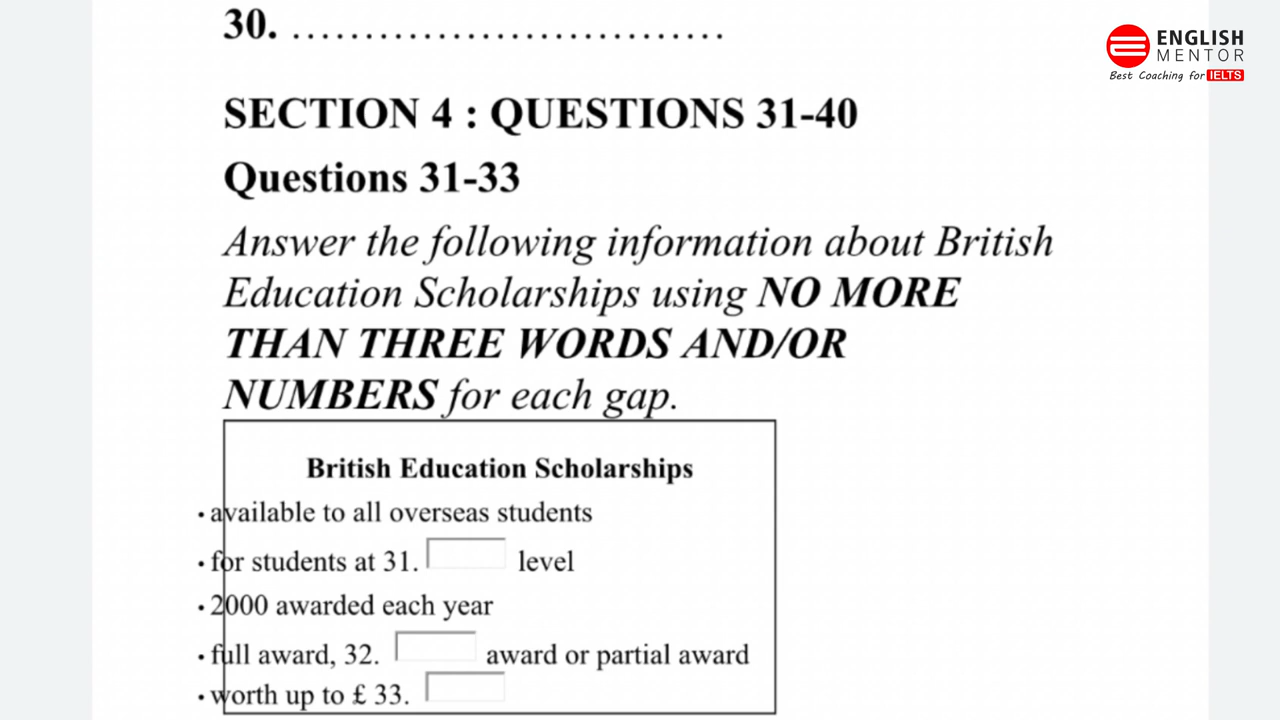 30. ..............................
ENGLISH
MENTOR
Best Coaching for IELTS
SECTION 4 : QUESTIONS 31-40
Questions 31-33
Answer the following information about British
Education Scholarships using NO MORE
THAN THREE WORDS AND/OR
NUMBERS for each gap.
British Education Scholarships
• available to all overseas students
• for students at 31. level
• 2000 awarded each year
• full award, 32. award or partial award
• worth up to £ 33.